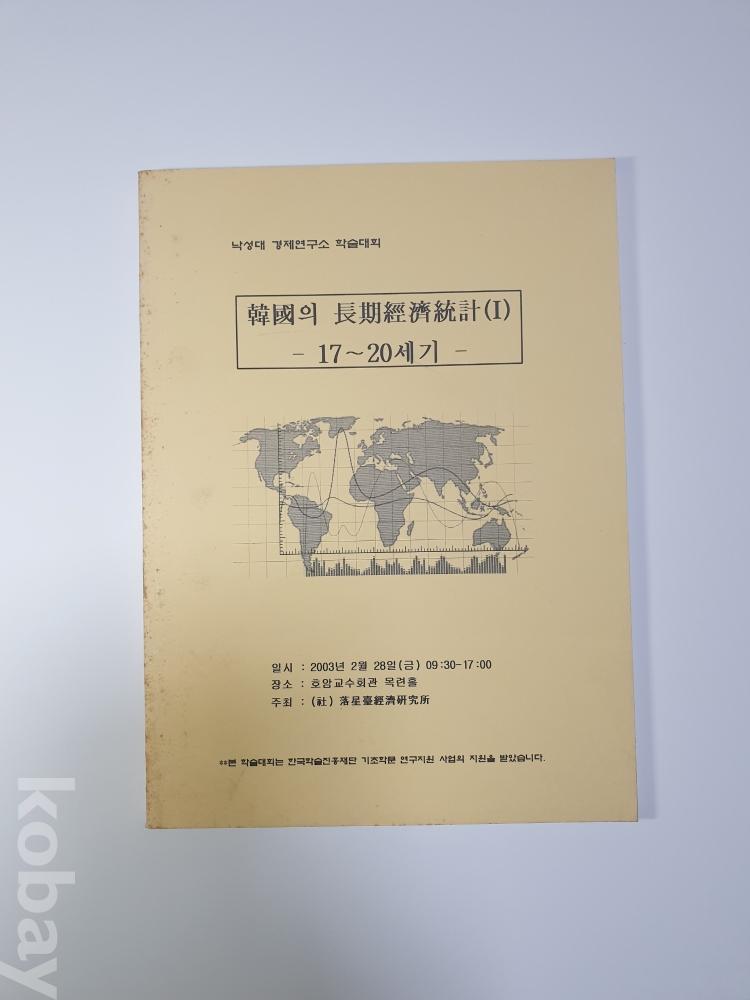 낙성대 경제연구소 학술대회
韓國의 長期經濟統計(I)
- 17~20세기 -
일시 : 2003년 2월 28일(금) 09:30-17:00
장소 : 호암교수회관 목련홀
주최 : (社) 落星臺經濟硏究所
**본 학술대회는 한국학술진흥재단 기초학문 연구지원 사업의 지원을 받았습니다.
kobay